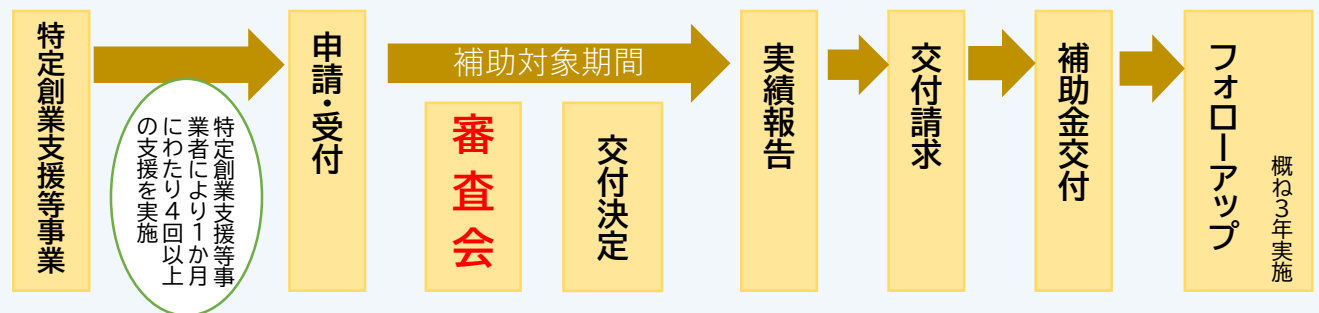 特定創業支援等事業
特定創業支援等事
業者により1か月
にわたり4回以上
の支援を実施
申請・受付
補助対象期間
審査会
交付決定
実績報告
交付請求
補助金交付
フォローアップ
概ね3年実施